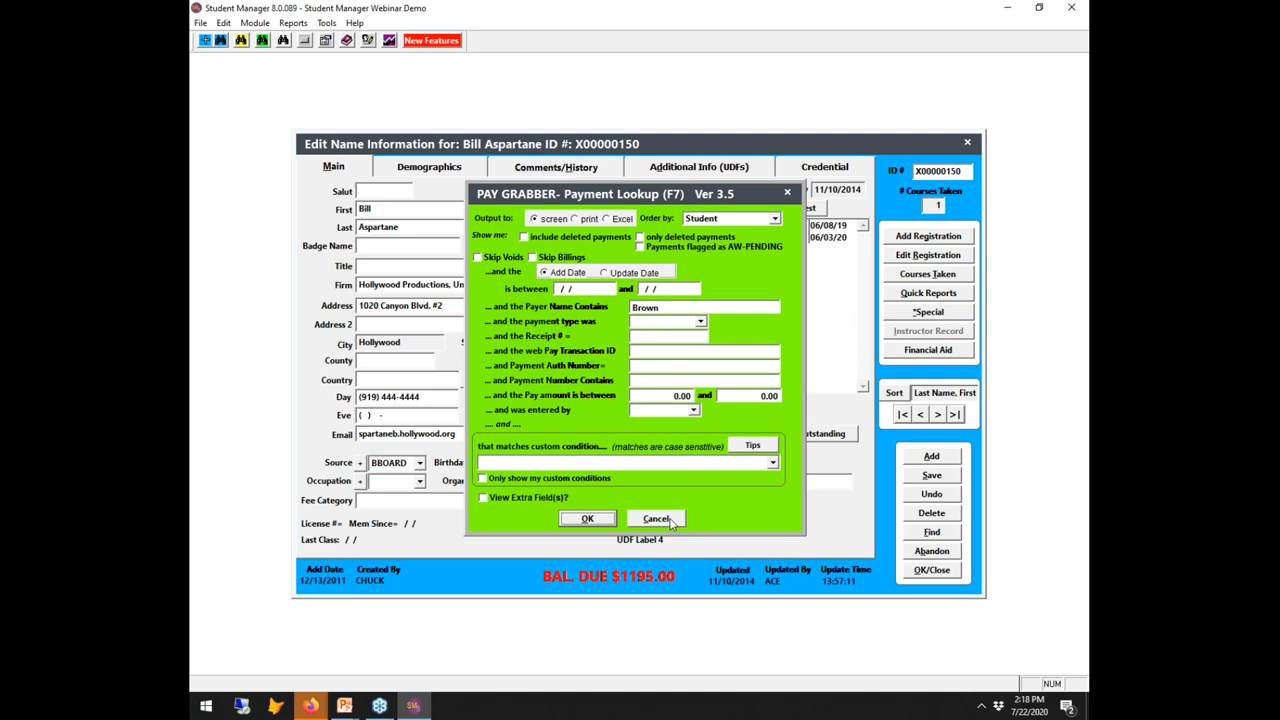 Student Manager 8.0.089 - Student Manager Webinar Demo
File Edit Module Reports Tools Help
New Features
Edit Name Information for: Bill Aspartane ID #: X00000150
Main Demographics Comments/History Additional Info (UDFs) Credential
ID # X00000150
# Courses Taken
1
Salut
First Bill
Last Aspartane
Badge Name
Title
Firm Hollywood Productions, Un
Address 1020 Canyon Blvd. #2
Address 2
City Hollywood
County
Country
Day (919) 444-4444
Eve ( ) -
Email spartaneb.hollywood.org
Source + BBOARD Birthday
Occupation +
Fee Category
License #= Mem Since= / /
Last Class: / /
UDF Label 4
11/10/2014
06/08/19
06/03/20
PAY GRABBER- Payment Lookup (F7) Ver 3.5
Output to: screen print Excel Order by: Student
Show me: include deleted payments only deleted payments
Payments flagged as AW-PENDING
Skip Voids Skip Billings
...and the Add Date Update Date
is between / / and / /
... and the Payer Name Contains Brown
... and the payment type was
... and the Receipt # =
... and the web Pay Transaction ID
... and Payment Auth Number=
... and Payment Number Contains
... and the Pay amount is between 0.00 and 0.00
... and was entered by
.... and ....
that matches custom condition.... (matches are case sensitive) Tips
Only show my custom conditions
View Extra Field(s)?
OK Cancel
Add Registration
Edit Registration
Courses Taken
Quick Reports
*Special
Instructor Record
Financial Aid
Sort Last Name, First
|< < > >|
Add
Save
Undo
Delete
Find
Abandon
OK/Close
Add Date Created By
12/13/2011 CHUCK
BAL. DUE $1195.00
Updated Updated By Update Time
11/10/2014 ACE 13:57:11
NUM
2:18 PM
7/22/2020
2